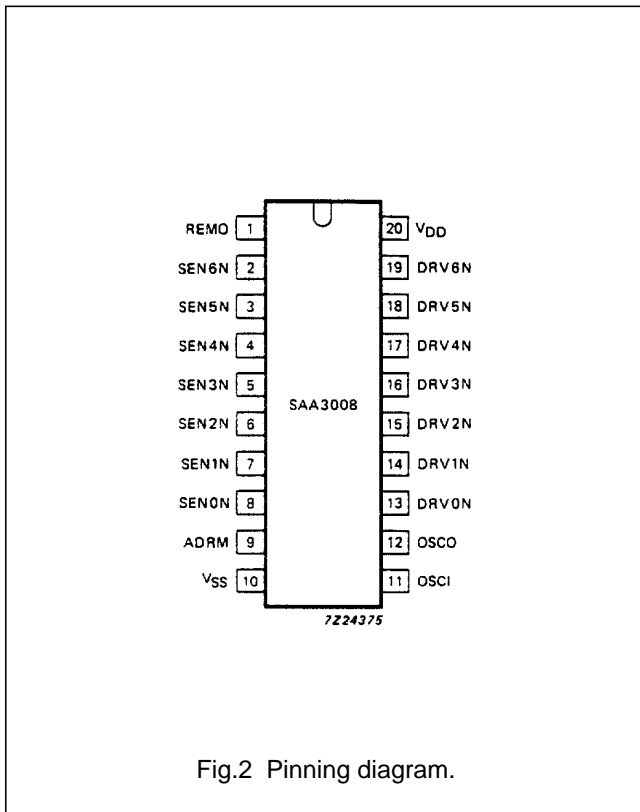 REMO 1 20 VDD
SEN6N 2 19 DRV6N
SEN5N 3 18 DRV5N
SEN4N 4 17 DRV4N
SEN3N 5 16 DRV3N
SAA3008
SEN2N 6 15 DRV2N
SEN1N 7 14 DRV1N
SEN0N 8 13 DRV0N
ADRM 9 12 OSCO
VSS 10 11 OSCI
7Z24375
Fig.2 Pinning diagram.